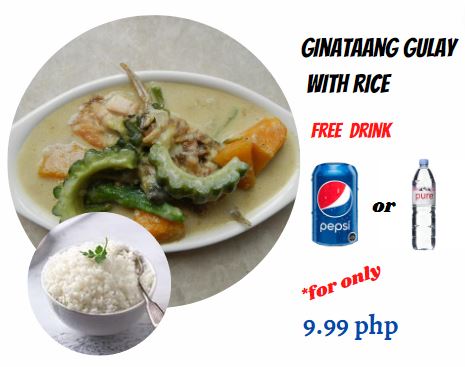 GINATAANG GULAY
WITH RICE
FREE DRINK
pepsi
or
pure
*for only
9.99 php